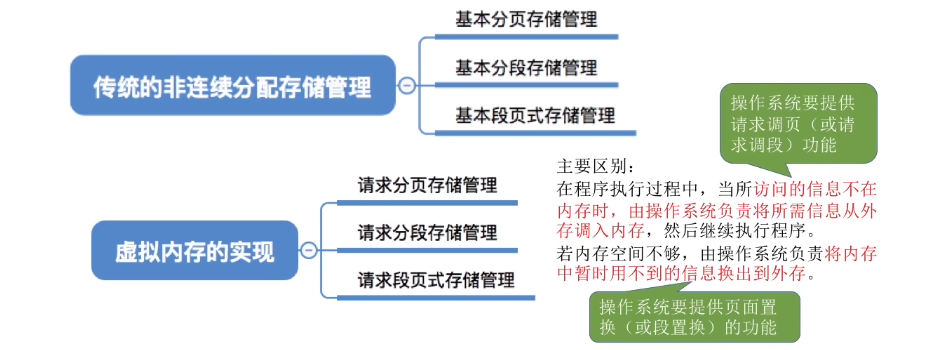 基本分页存储管理
传统的非连续分配存储管理
基本分段存储管理
基本段页式存储管理
操作系统要提供
请求调页（或请
求调段）功能
主要区别：
在程序执行过程中，当所访问的信息不在
内存时，由操作系统负责将所需信息从外
存调入内存，然后继续执行程序。
若内存空间不够，由操作系统负责将内存
中暂时用不到的信息换出到外存。
请求分页存储管理
虚拟内存的实现
请求分段存储管理
请求段页式存储管理
操作系统要提供页面置
换（或段置换）的功能